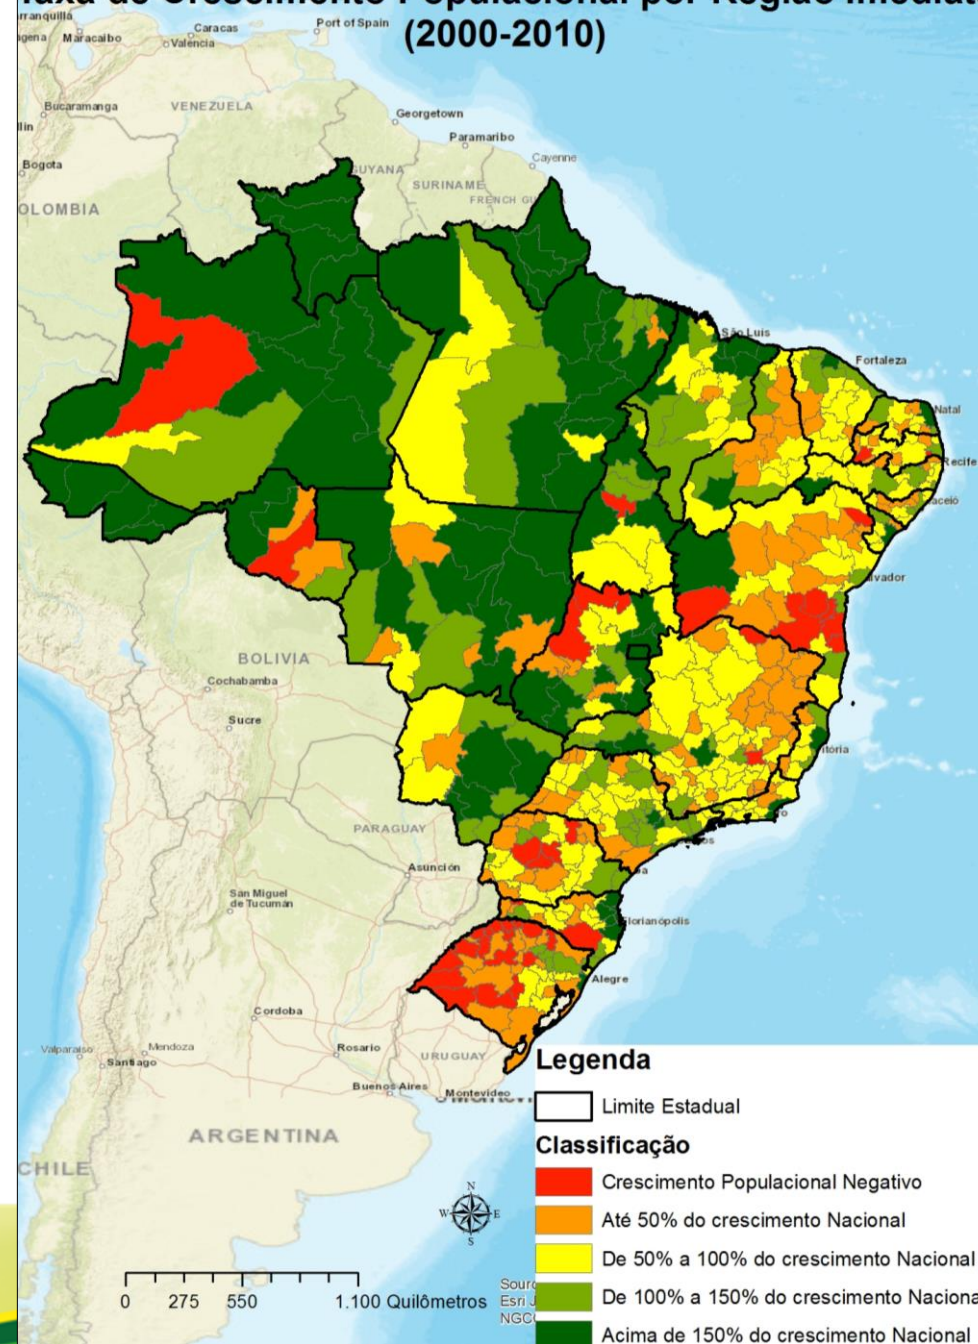 (2000-2010)
Port of Spain
Caracas
Maracaibo
Valencia
Bucaramanga
VENEZUELA
Georgetown
Paramaribo
Bogota
Cayenne
SURINAME
São Luís
Fortaleza
Natal
Recife
BOLIVIA
Cochabamba
Sucre
PARAGUAY
Asunción
San Miguel
de Tucumán
Florianópolis
Alegre
Cordoba
Valparaiso
Mendoza
Santiago
Rosario
URUGUAY
Buenos Aires
Montevideo
ARGENTINA
CHILE
N
W E
S
0 275 550 1.100 Quilômetros
Legenda
Limite Estadual
Classificação
Crescimento Populacional Negativo
Até 50% do crescimento Nacional
De 50% a 100% do crescimento Nacional
De 100% a 150% do crescimento Naciona
Acima de 150% do crescimento Nacional